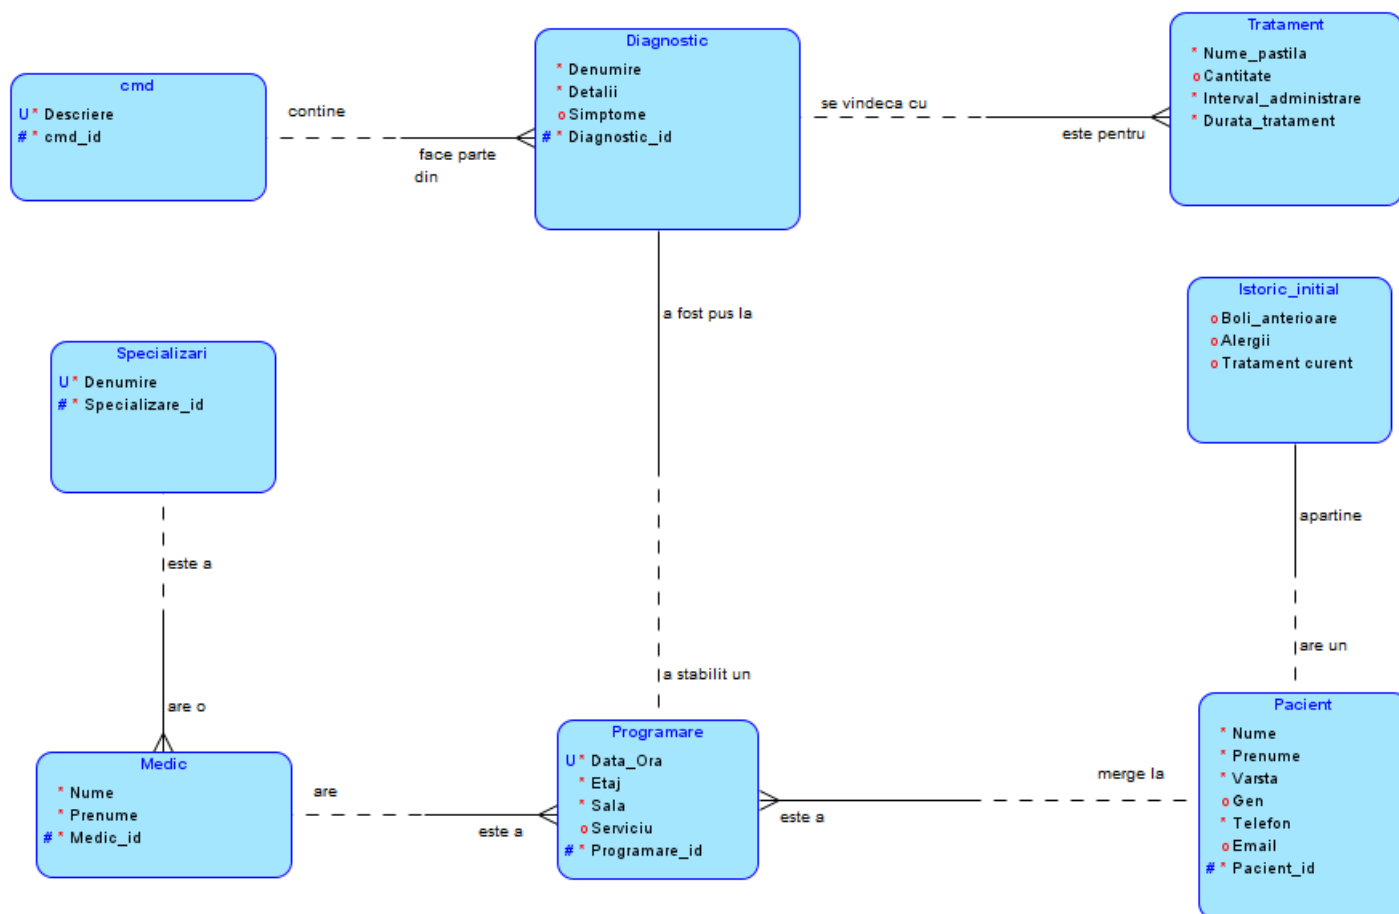 cmd
U * Descriere
# * cmd_id
contine
face parte
din
Diagnostic
* Denumire
* Detalii
o Simptome
# * Diagnostic_id
se vindeca cu
este pentru
Tratament
* Nume_pastila
o Cantitate
* Interval_administrare
* Durata_tratament
a fost pus la
a stabilit un
Istoric_initial
o Boli_anterioare
o Alergii
o Tratament curent
apartine
are un
Specializari
U * Denumire
# * Specializare_id
este a
are o
Medic
* Nume
* Prenume
# * Medic_id
are
este a
Programare
U * Data_Ora
* Etaj
* Sala
o Serviciu
# * Programare_id
merge la
este a
Pacient
* Nume
* Prenume
* Varsta
o Gen
* Telefon
o Email
# * Pacient_id